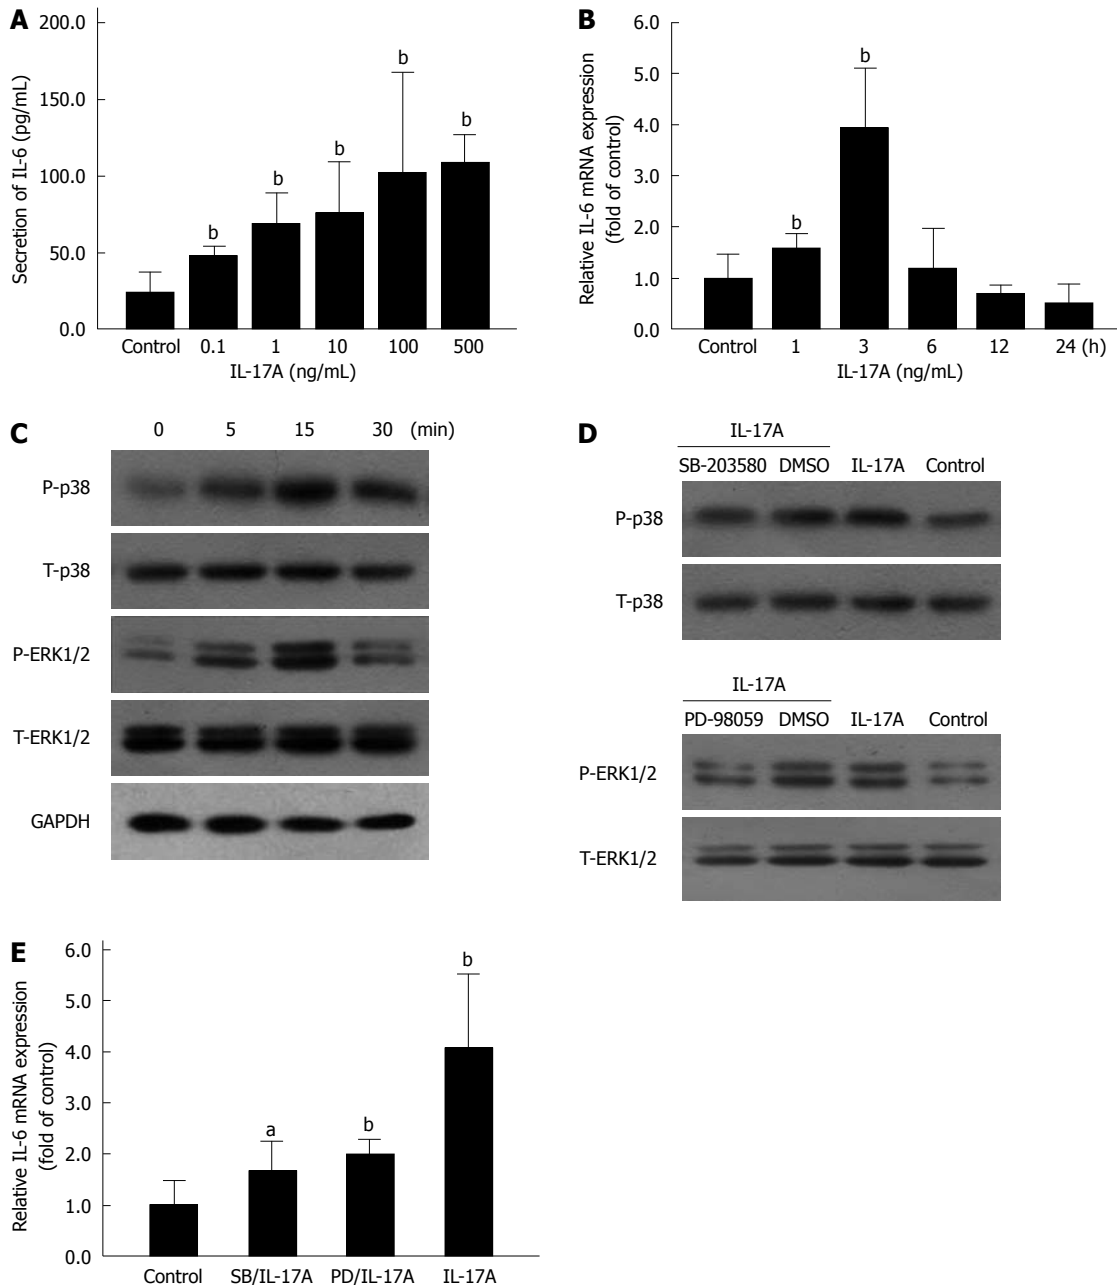 A
Secretion of IL-6 (pg/mL)
200.0
150.0
100.0
50.0
0.0
b
b
b
b
b
Control 0.1 1 10 100 500
IL-17A (ng/mL)
B
Relative IL-6 mRNA expression
(fold of control)
6.0
5.0
4.0
3.0
2.0
1.0
0.0
b
b
Control 1 3 6 12 24 (h)
IL-17A (ng/mL)
C
0 5 15 30 (min)
P-p38
T-p38
P-ERK1/2
T-ERK1/2
GAPDH
D
IL-17A
SB-203580 DMSO IL-17A Control
P-p38
T-p38
IL-17A
PD-98059 DMSO IL-17A Control
P-ERK1/2
T-ERK1/2
E
Relative IL-6 mRNA expression
(fold of control)
6.0
5.0
4.0
3.0
2.0
1.0
0.0
a
b
b
Control SB/IL-17A PD/IL-17A IL-17A